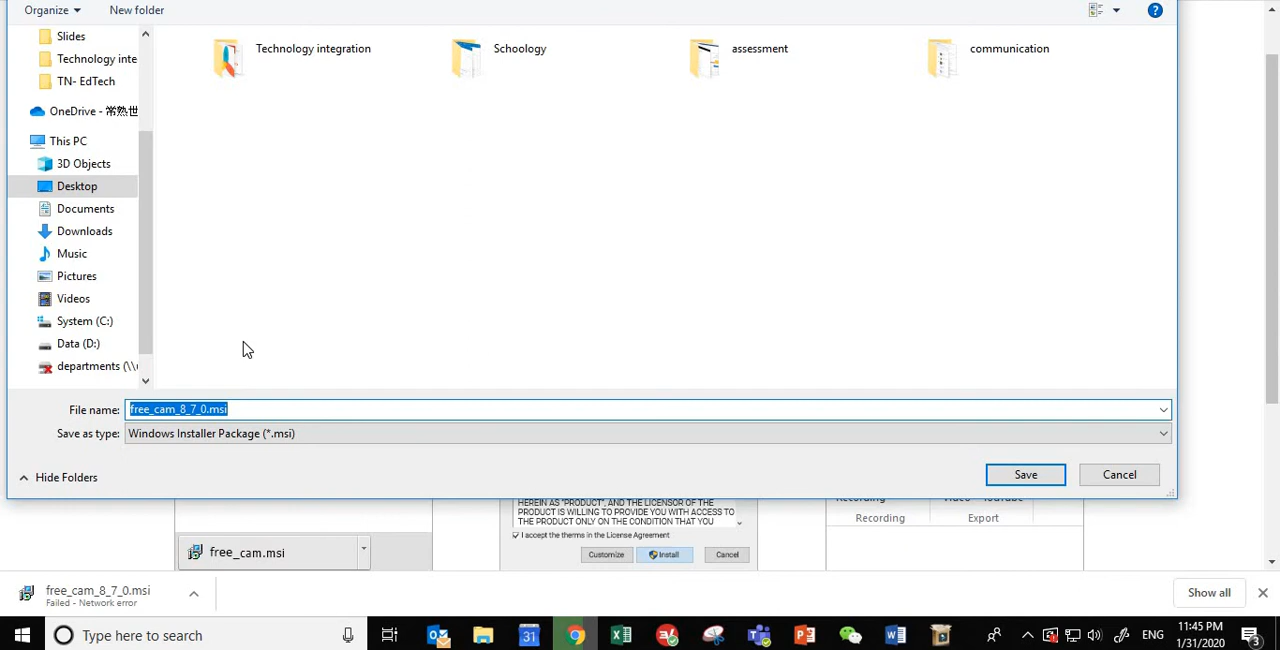 Organize
New folder
Slides
Technology inte
TN- EdTech
OneDrive - 常熟世
This PC
3D Objects
Desktop
Documents
Downloads
Music
Pictures
Videos
System (C:)
Data (D:)
departments (\\
Technology integration
Schoology
assessment
communication
File name: free_cam_8_7_0.msi
Save as type: Windows Installer Package (*.msi)
Hide Folders
Save
Cancel
HEREIN AS "PRODUCT", AND THE LICENSOR OF THE
PRODUCT IS WILLING TO PROVIDE YOU WITH ACCESS TO
THE PRODUCT ONLY ON THE CONDITION THAT YOU
I accept the therms in the License Agreement
Customize
Install
Cancel
Recording
Export
free_cam.msi
free_cam_8_7_0.msi
Failed - Network error
Show all
Type here to search
31
ENG
11:45 PM
1/31/2020
3